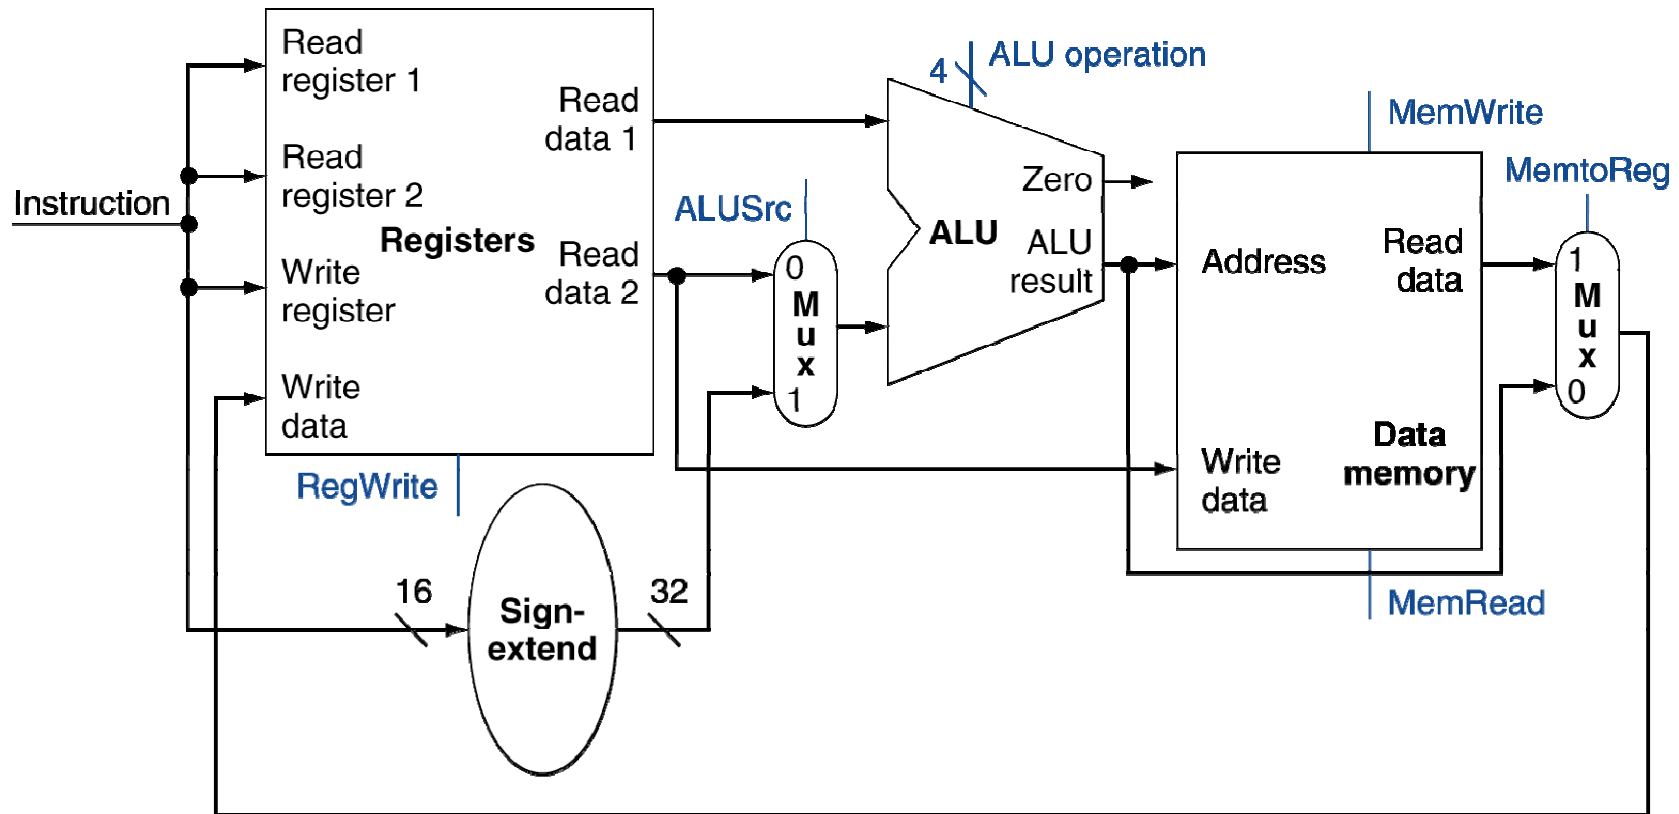 Instruction
Read
register 1
Read
register 2
Registers
Write
register
Write
data
Read
data 1
Read
data 2
RegWrite
16
Sign-
extend
32
ALUSrc
0
M
u
x
1
4
ALU operation
Zero
ALU
ALU
result
MemWrite
Address
Read
data
Write
data
Data
memory
MemRead
MemtoReg
1
M
u
x
0